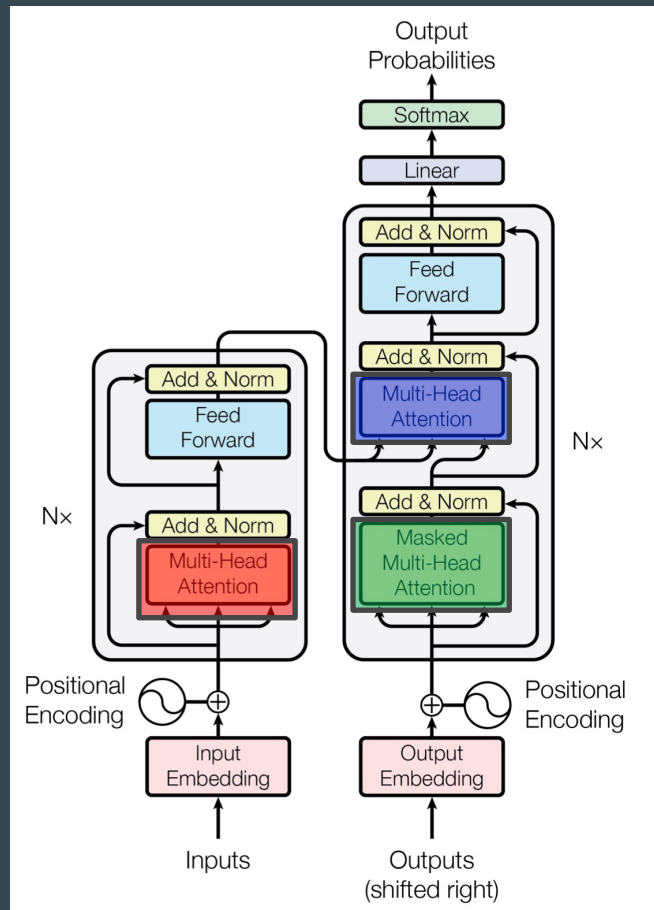 Output
Probabilities
Softmax
Linear
Add & Norm
Feed
Forward
Add & Norm
Multi-Head
Attention
Nx
Add & Norm
Masked
Multi-Head
Attention
Add & Norm
Feed
Forward
Nx
Add & Norm
Multi-Head
Attention
Positional
Encoding
Positional
Encoding
Input
Embedding
Output
Embedding
Inputs
Outputs
(shifted right)